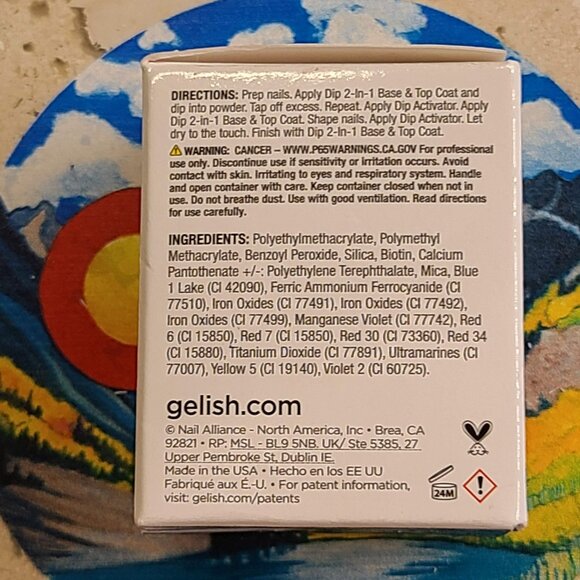 DIRECTIONS: Prep nails. Apply Dip 2-In-1 Base & Top Coat and
dip into powder. Tap off excess. Repeat. Apply Dip Activator. Apply
Dip 2-in-1 Base & Top Coat. Shape nails. Apply Dip Activator. Let
dry to the touch. Finish with Dip 2-In-1 Base & Top Coat.
WARNING: CANCER – WWW.P65WARNINGS.CA.GOV For professional
use only. Discontinue use if sensitivity or irritation occurs. Avoid
contact with skin. Irritating to eyes and respiratory system. Handle
and open container with care. Keep container closed when not in
use. Do not breathe dust. Use with good ventilation. Read directions
for use carefully.
INGREDIENTS: Polyethylmethacrylate, Polymethyl
Methacrylate, Benzoyl Peroxide, Silica, Biotin, Calcium
Pantothenate +/-: Polyethylene Terephthalate, Mica, Blue
1 Lake (CI 42090), Ferric Ammonium Ferrocyanide (CI
77510), Iron Oxides (CI 77491), Iron Oxides (CI 77492),
Iron Oxides (CI 77499), Manganese Violet (CI 77742), Red
6 (CI 15850), Red 7 (CI 15850), Red 30 (CI 73360), Red 34
(CI 15880), Titanium Dioxide (CI 77891), Ultramarines (CI
77007), Yellow 5 (CI 19140), Violet 2 (CI 60725).
gelish.com
© Nail Alliance - North America, Inc • Brea, CA
92821 • RP: MSL - BL9 5NB. UK/ Ste 5385, 27
Upper Pembroke St, Dublin IE.
Made in the USA • Hecho en los EE UU
Fabriqué aux É.-U. • For patent information,
visit: gelish.com/patents
24M